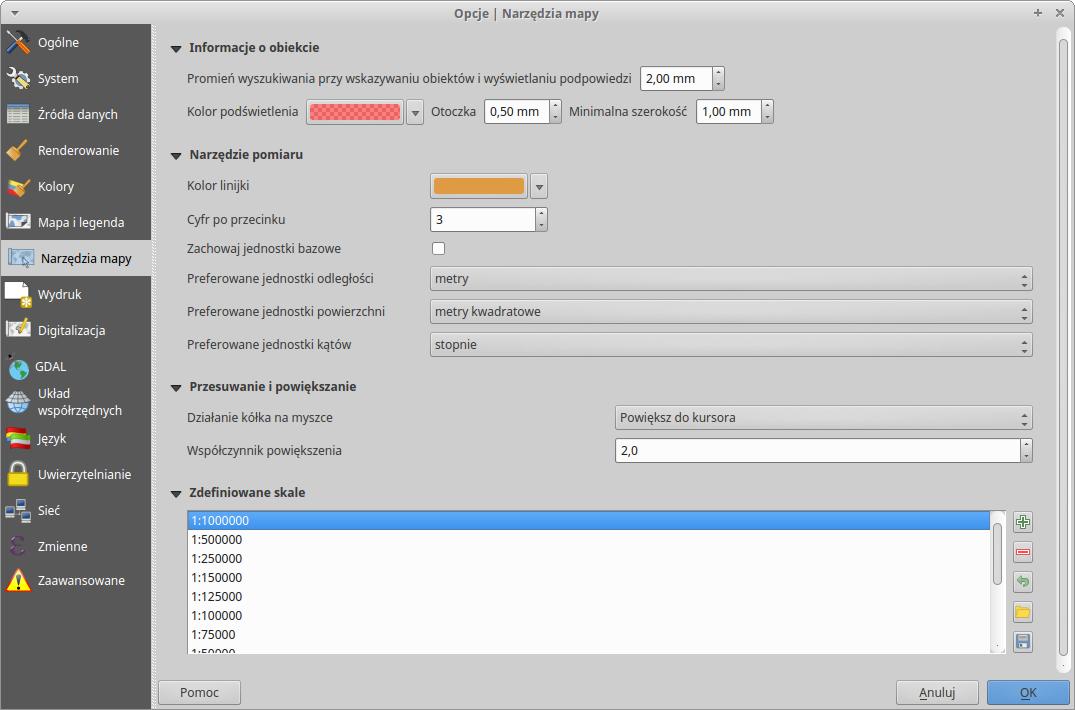 Opcje | Narzędzia mapy
Ogólne
System
Źródła danych
Renderowanie
Kolory
Mapa i legenda
Narzędzia mapy
Wydruk
Digitalizacja
GDAL
Układ
współrzędnych
Język
Uwierzytelnianie
Sieć
Zmienne
Zaawansowane
Informacje o obiekcie
Promień wyszukiwania przy wskazywaniu obiektów i wyświetlaniu podpowiedzi 2,00 mm
Kolor podświetlenia Otoczka 0,50 mm Minimalna szerokość 1,00 mm
Narzędzie pomiaru
Kolor linijki
Cyfr po przecinku 3
Zachowaj jednostki bazowe
Preferowane jednostki odległości metry
Preferowane jednostki powierzchni metry kwadratowe
Preferowane jednostki kątów stopnie
Przesuwanie i powiększanie
Działanie kółka na myszce Powiększ do kursora
Współczynnik powiększenia 2,0
Zdefiniowane skale
1:1000000
1:500000
1:250000
1:150000
1:125000
1:100000
1:75000
1:50000
Pomoc Anuluj OK